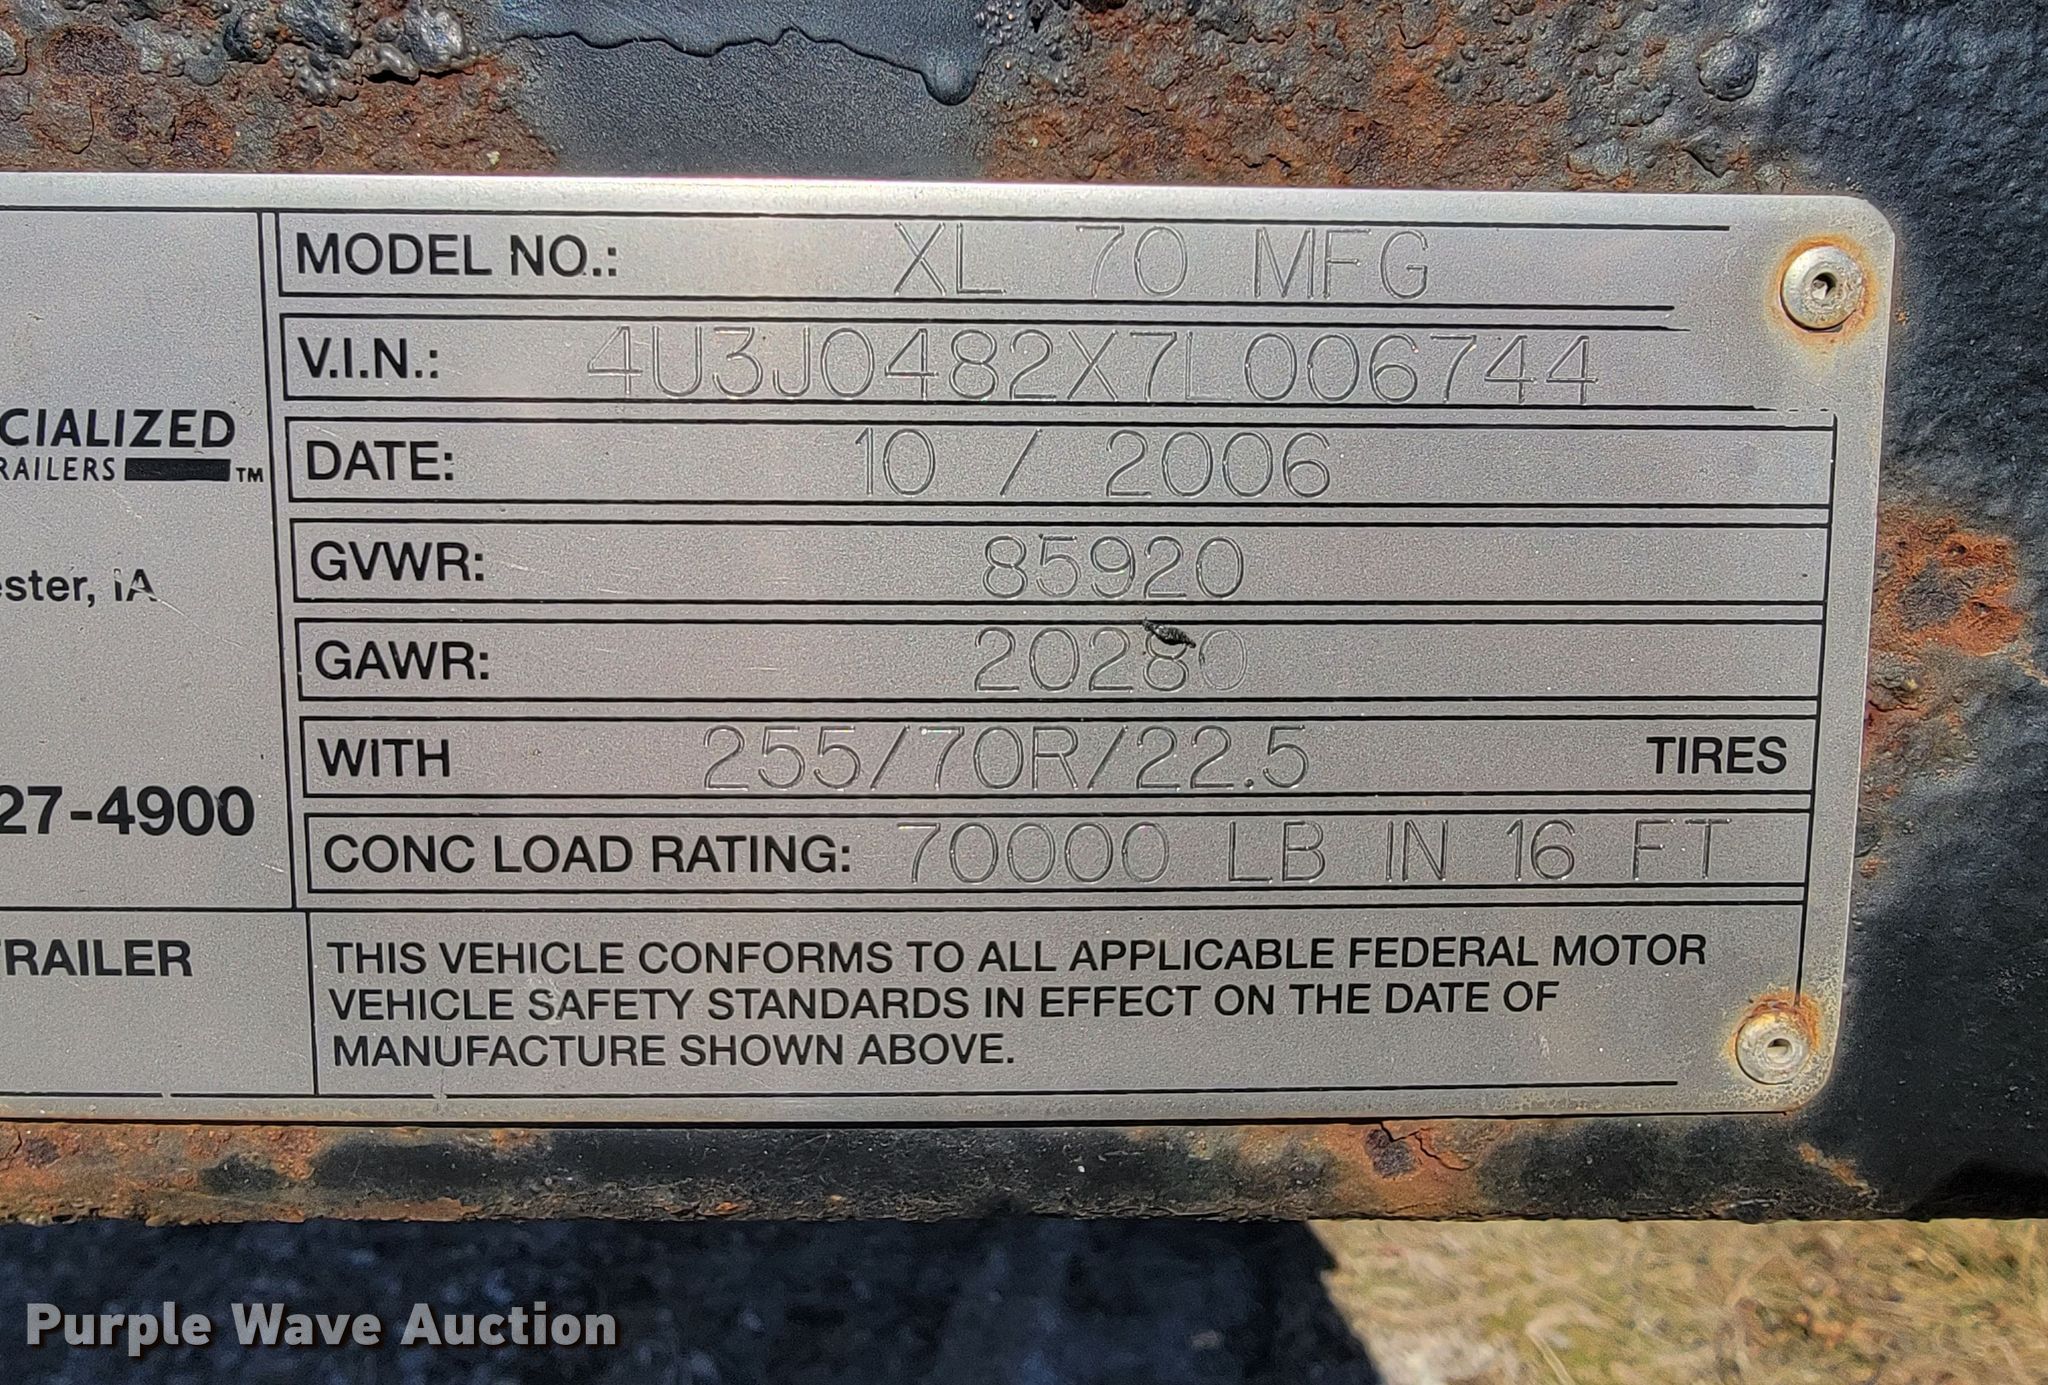 MODEL NO.: XL 70 MFG
V.I.N.: 4U3J0482X7L006744
CIALIZED
RAILERS TM
DATE: 10 / 2006
GVWR: 85920
ester, IA
GAWR: 20280
WITH 255/70R/22.5 TIRES
27-4900
CONC LOAD RATING: 70000 LB IN 16 FT
TRAILER
THIS VEHICLE CONFORMS TO ALL APPLICABLE FEDERAL MOTOR
VEHICLE SAFETY STANDARDS IN EFFECT ON THE DATE OF
MANUFACTURE SHOWN ABOVE.
Purple Wave Auction